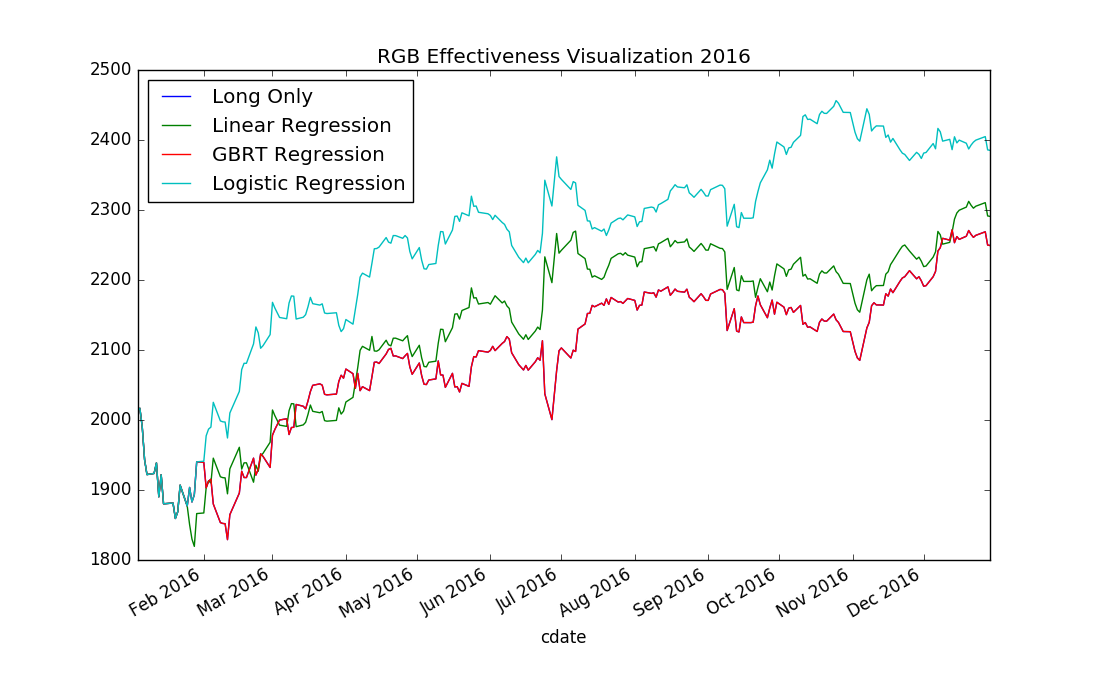 RGB Effectiveness Visualization 2016
2500
2400
2300
2200
2100
2000
1900
1800
Long Only
Linear Regression
GBRT Regression
Logistic Regression
Feb 2016
Mar 2016
Apr 2016
May 2016
Jun 2016
Jul 2016
Aug 2016
Sep 2016
Oct 2016
Nov 2016
Dec 2016
cdate